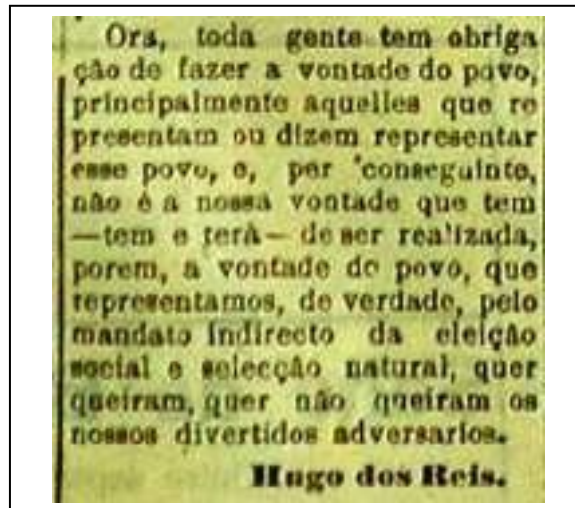 Ora, toda gente tem obriga
ção de fazer a vontade do povo,
principalmente aquelles que re
presentam ou dizem representar
esse povo, e, por conseguinte,
não é a nossa vontade que tem
—tem e terá— de ser realizada,
porem, a vontade do povo, que
representamos, de verdade, pelo
mandato indirecto da eleição
social e selecção natural, quer
queiram, quer não queiram os
nossos divertidos adversarios.
Hugo dos Reis.